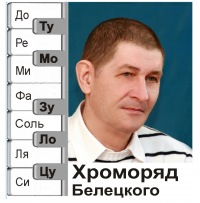 До
Ту
Ре
Мо
Ми
Фа
Зу
Соль
Ло
Ля
Цу
Си
Хроморяд
Белецкого